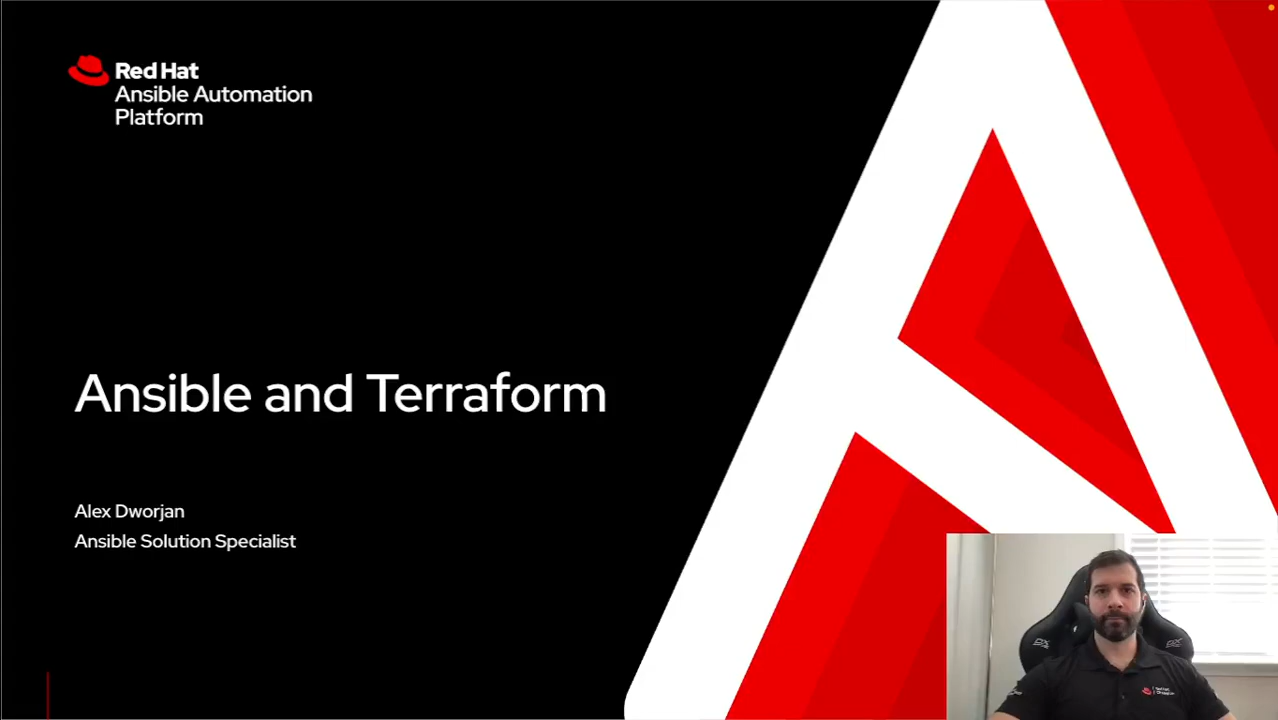 Red Hat
Ansible Automation
Platform
Ansible and Terraform
Alex Dworjan
Ansible Solution Specialist